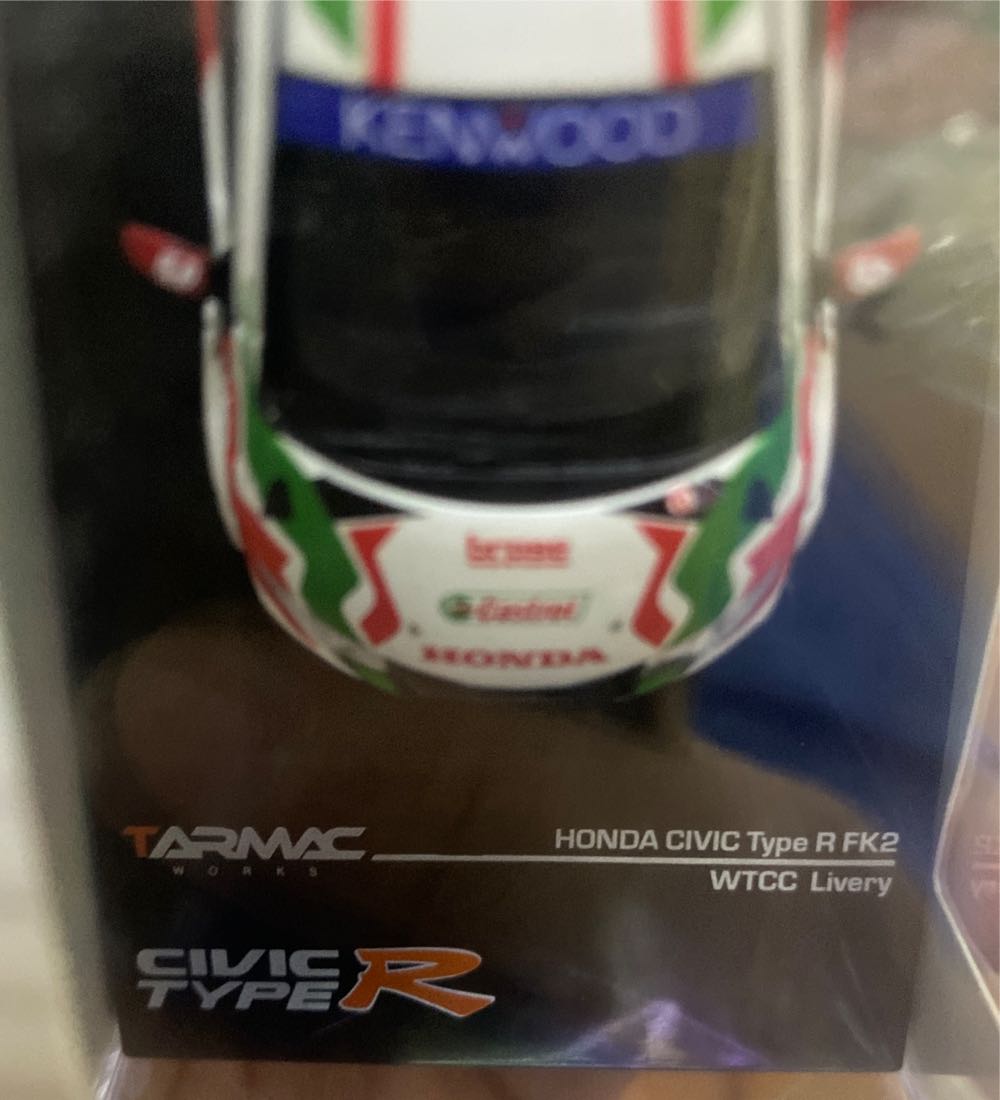 KENWOOD
Castrol
HONDA
TARMAC
WORKS
HONDA CIVIC Type R FK2
WTCC Livery
CIVIC
TYPE R